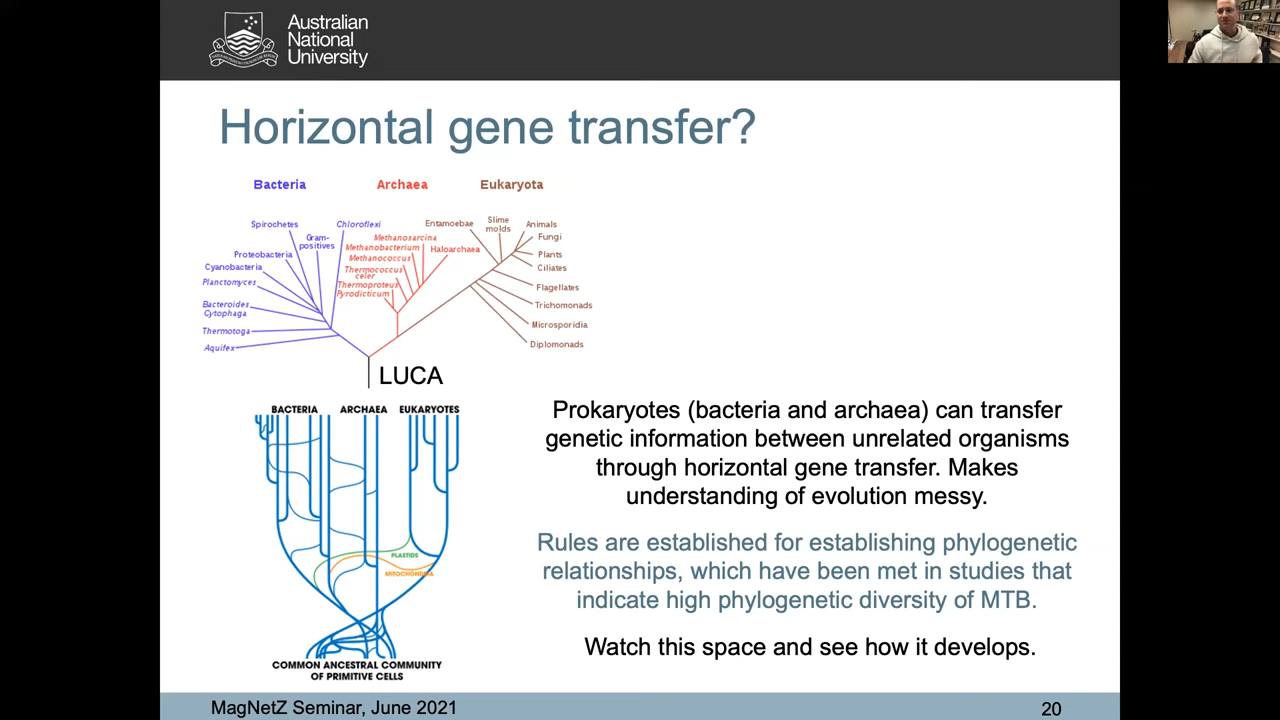 Australian
National
University
Horizontal gene transfer?
Bacteria
Archaea
Eukaryota
Spirochetes
Chloroflexi
Gram-
positives
Proteobacteria
Cyanobacteria
Planctomyces
Bacteroides
Cytophaga
Thermotoga
Aquifex
Methanosarcina
Methanobacterium
Methanococcus
Thermococcus
celer
Thermoproteus
Pyrodicticum
Haloarchaea
Entamoebae
Slime
molds
Animals
Fungi
Plants
Ciliates
Flagellates
Trichomonads
Microsporidia
Diplomonads
LUCA
BACTERIA
ARCHAEA
EUKARYOTES
PLASTIDS
MITOCHONDRIA
COMMON ANCESTRAL COMMUNITY
OF PRIMITIVE CELLS
Prokaryotes (bacteria and archaea) can transfer
genetic information between unrelated organisms
through horizontal gene transfer. Makes
understanding of evolution messy.
Rules are established for establishing phylogenetic
relationships, which have been met in studies that
indicate high phylogenetic diversity of MTB.
Watch this space and see how it develops.
MagNetZ Seminar, June 2021
20